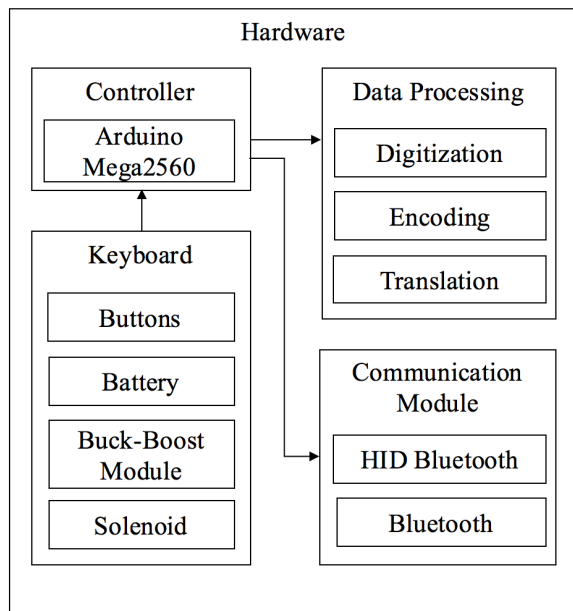 Hardware
Controller
Arduino
Mega2560
Keyboard
Buttons
Battery
Buck-Boost
Module
Solenoid
Data Processing
Digitization
Encoding
Translation
Communication
Module
HID Bluetooth
Bluetooth